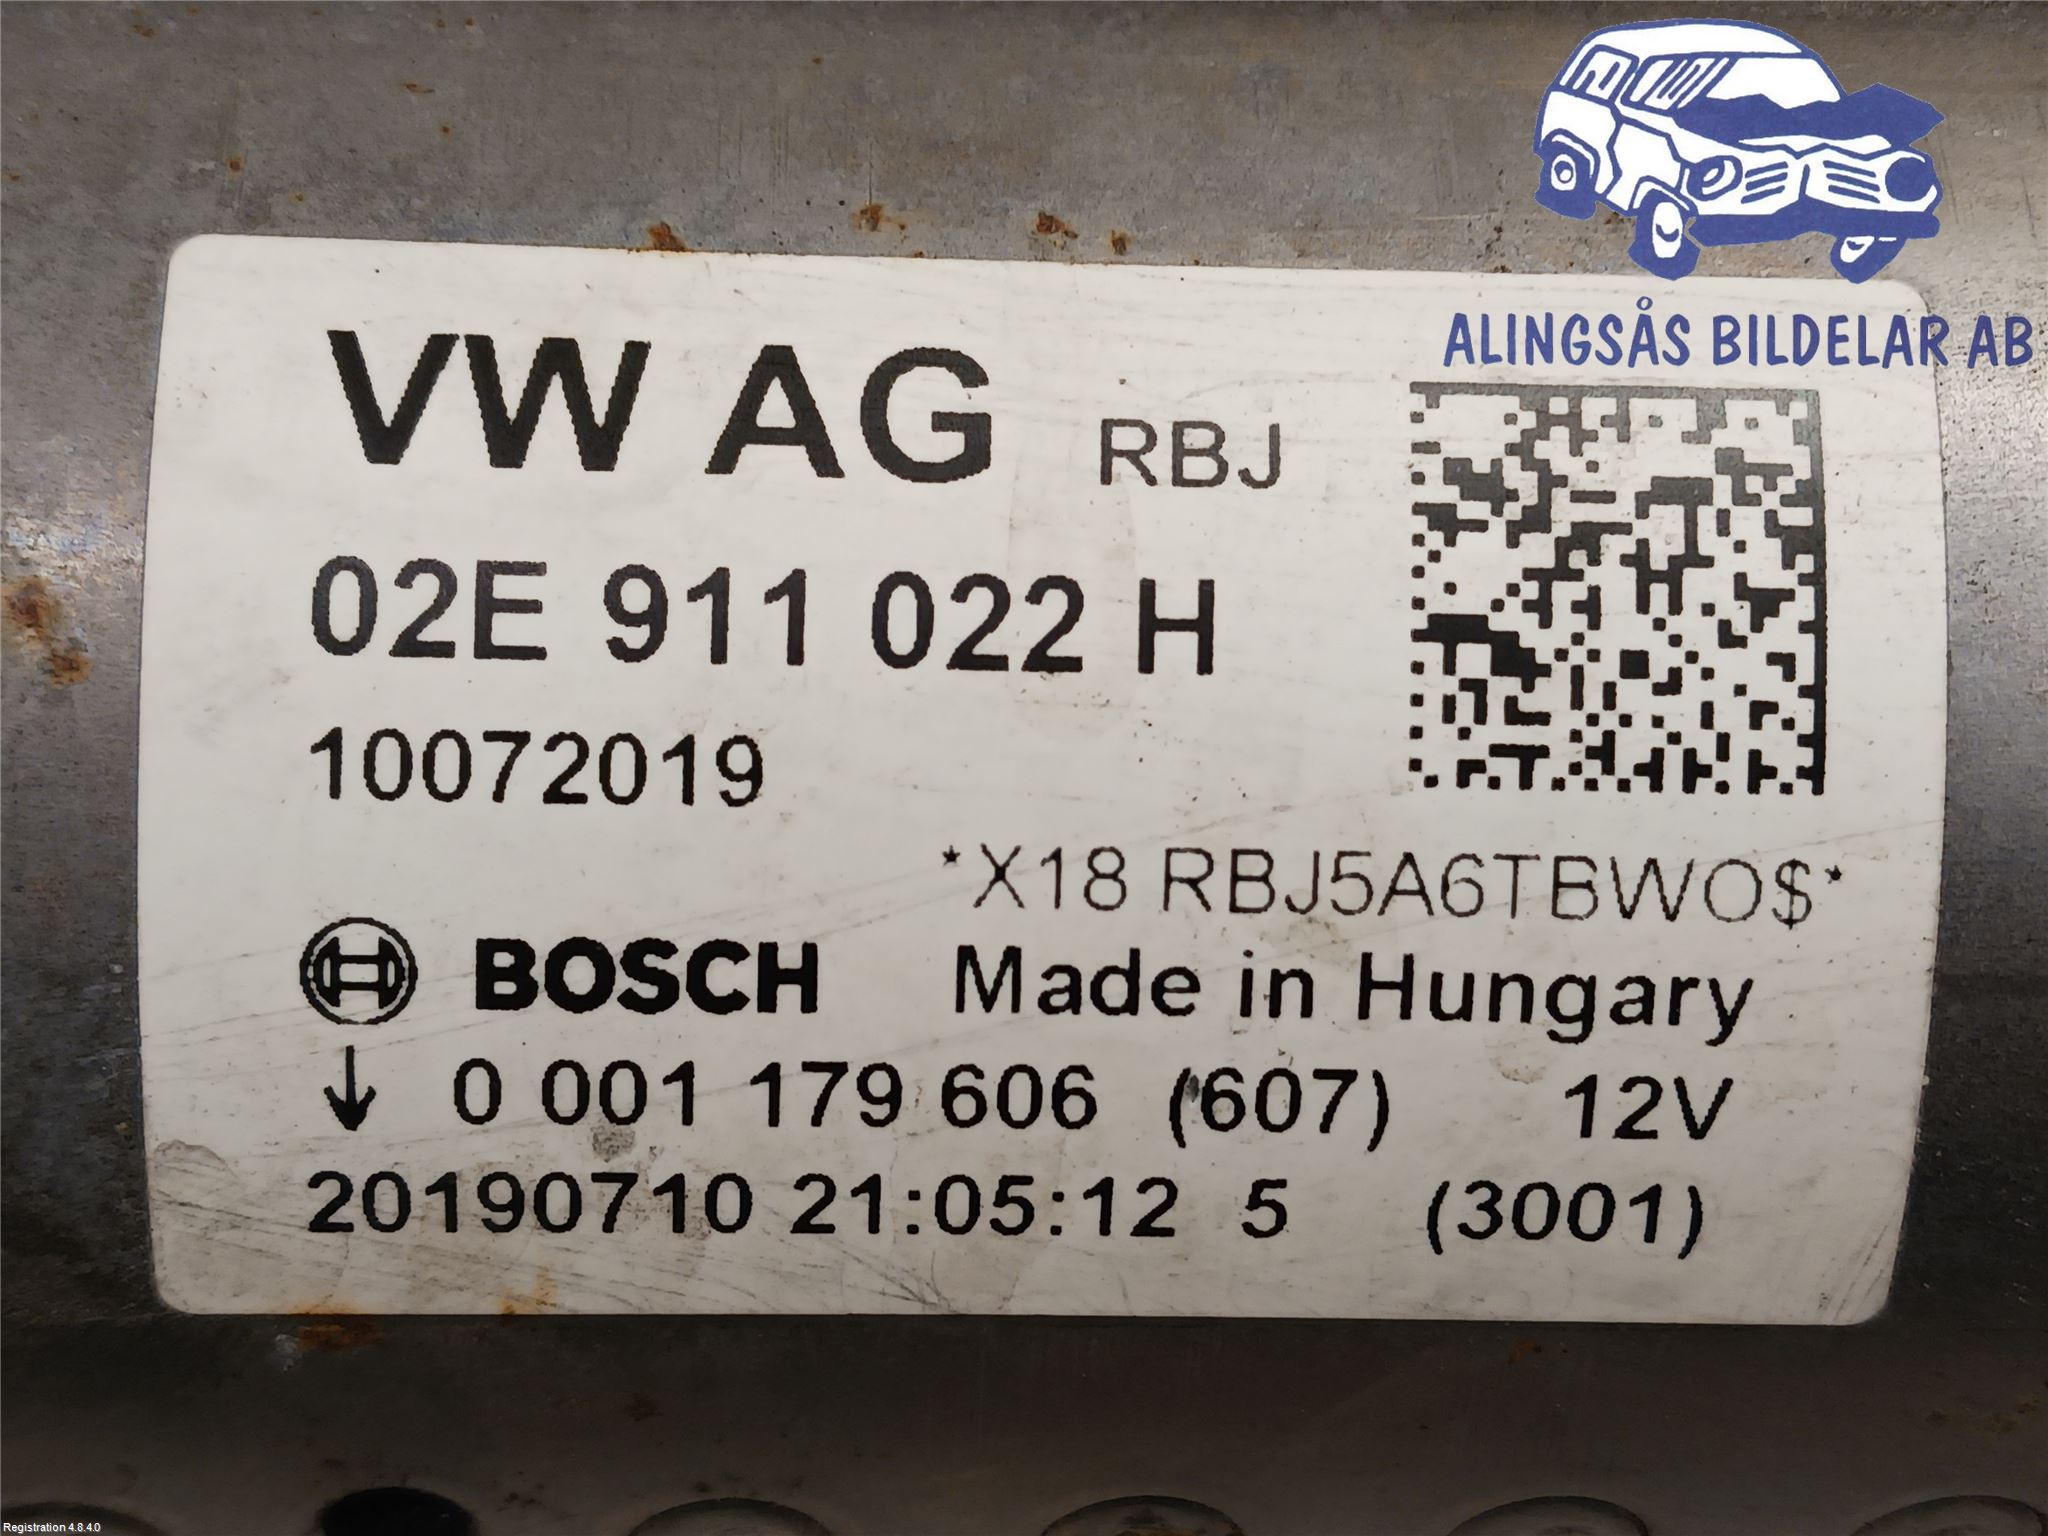 ALINGSÅS BILDELAR AB
VW AG RBJ
02E 911 022 H
10072019
*X18 RBJ5A6TBWO$*
BOSCH Made in Hungary
↓ 0 001 179 606 (607) 12V
20190710 21:05:12 5 (3001)
Registration 4.8.4.0